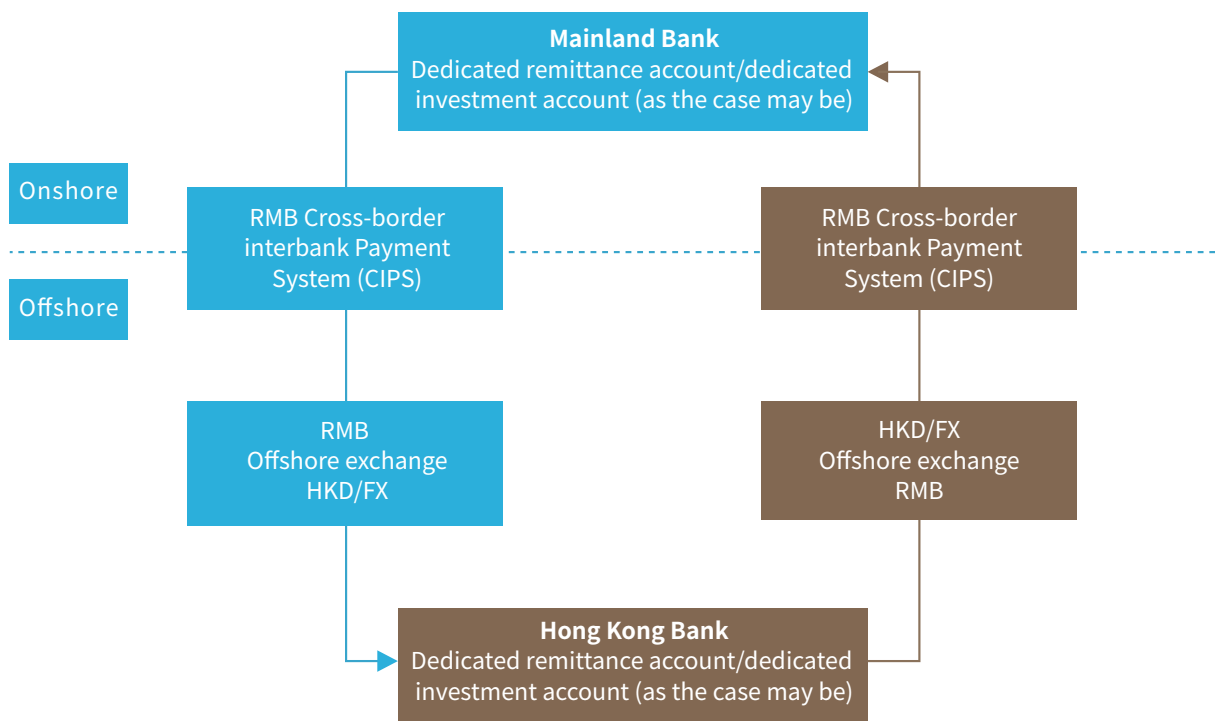 Mainland Bank
Dedicated remittance account/dedicated
investment account (as the case may be)
Onshore
RMB Cross-border
interbank Payment
System (CIPS)
RMB Cross-border
interbank Payment
System (CIPS)
Offshore
RMB
Offshore exchange
HKD/FX
HKD/FX
Offshore exchange
RMB
Hong Kong Bank
Dedicated remittance account/dedicated
investment account (as the case may be)